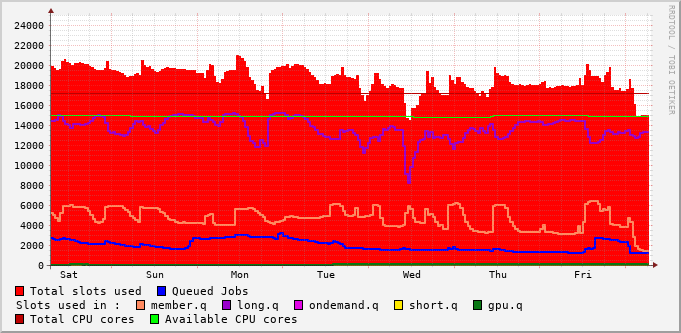 24000
22000
20000
18000
16000
14000
12000
10000
8000
6000
4000
2000
0
Sat Sun Mon Tue Wed Thu Fri
RRDTOOL / TOBI OETIKER
Total slots used Queued Jobs
Slots used in : member.q long.q ondemand.q short.q gpu.q
Total CPU cores Available CPU cores